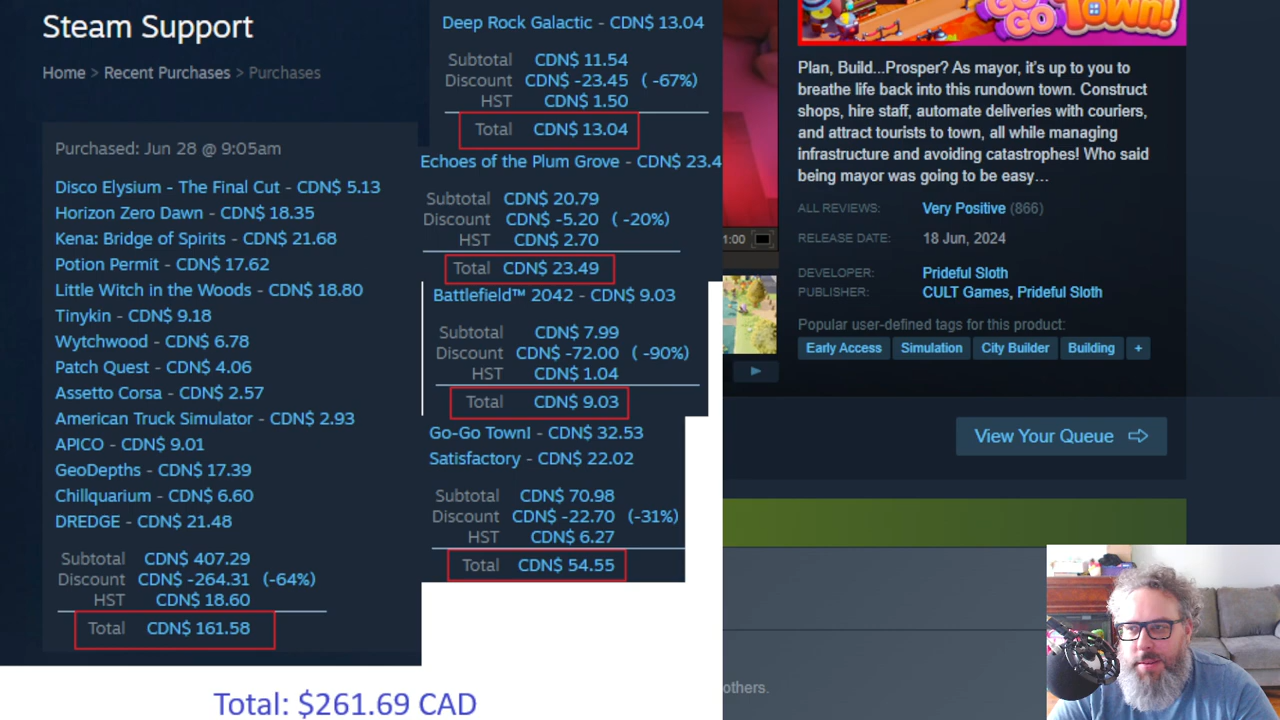 Steam Support
Home > Recent Purchases > Purchases
Purchased: Jun 28 @ 9:05am
Disco Elysium - The Final Cut - CDN$ 5.13
Horizon Zero Dawn - CDN$ 18.35
Kena: Bridge of Spirits - CDN$ 21.68
Potion Permit - CDN$ 17.62
Little Witch in the Woods - CDN$ 18.80
Tinykin - CDN$ 9.18
Wytchwood - CDN$ 6.78
Patch Quest - CDN$ 4.06
Assetto Corsa - CDN$ 2.57
American Truck Simulator - CDN$ 2.93
APICO - CDN$ 9.01
GeoDepths - CDN$ 17.39
Chillquarium - CDN$ 6.60
DREDGE - CDN$ 21.48
Subtotal CDN$ 407.29
Discount CDN$ -264.31 (-64%)
HST CDN$ 18.60
Total CDN$ 161.58
Deep Rock Galactic - CDN$ 13.04
Subtotal CDN$ 11.54
Discount CDN$ -23.45 ( -67%)
HST CDN$ 1.50
Total CDN$ 13.04
Echoes of the Plum Grove - CDN$ 23.4
Subtotal CDN$ 20.79
Discount CDN$ -5.20 ( -20%)
HST CDN$ 2.70
Total CDN$ 23.49
Battlefield™ 2042 - CDN$ 9.03
Subtotal CDN$ 7.99
Discount CDN$ -72.00 ( -90%)
HST CDN$ 1.04
Total CDN$ 9.03
Go-Go Town! - CDN$ 32.53
Satisfactory - CDN$ 22.02
Subtotal CDN$ 70.98
Discount CDN$ -22.70 (-31%)
HST CDN$ 6.27
Total CDN$ 54.55
Total: $261.69 CAD
GO-GO TOWN!
Plan, Build...Prosper? As mayor, it's up to you to
breathe life back into this rundown town. Construct
shops, hire staff, automate deliveries with couriers,
and attract tourists to town, all while managing
infrastructure and avoiding catastrophes! Who said
being mayor was going to be easy…
ALL REVIEWS: Very Positive (866)
RELEASE DATE: 18 Jun, 2024
DEVELOPER: Prideful Sloth
PUBLISHER: CULT Games, Prideful Sloth
Popular user-defined tags for this product:
Early Access Simulation City Builder Building +
1:00
View Your Queue
others.